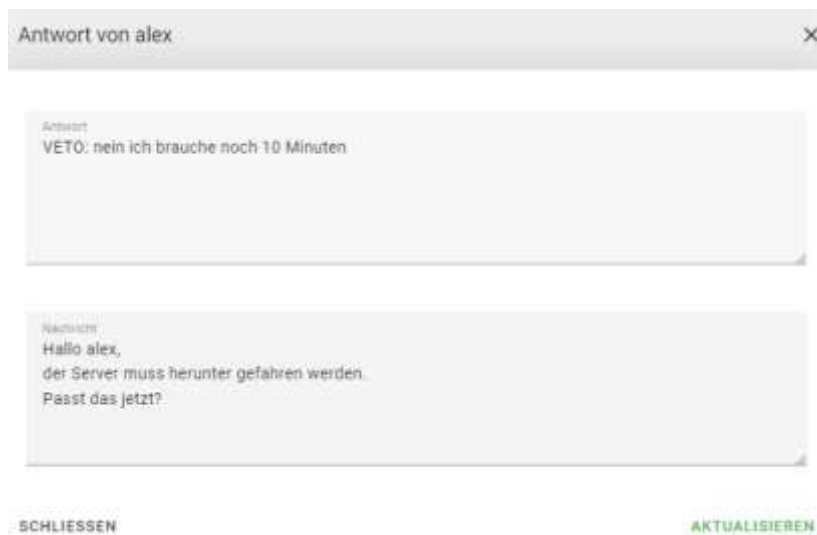 Antwort von alex
Antwort
VETO: nein ich brauche noch 10 Minuten
Nachricht
Hallo alex,
der Server muss herunter gefahren werden.
Passt das jetzt?
SCHLIESSEN
AKTUALISIEREN